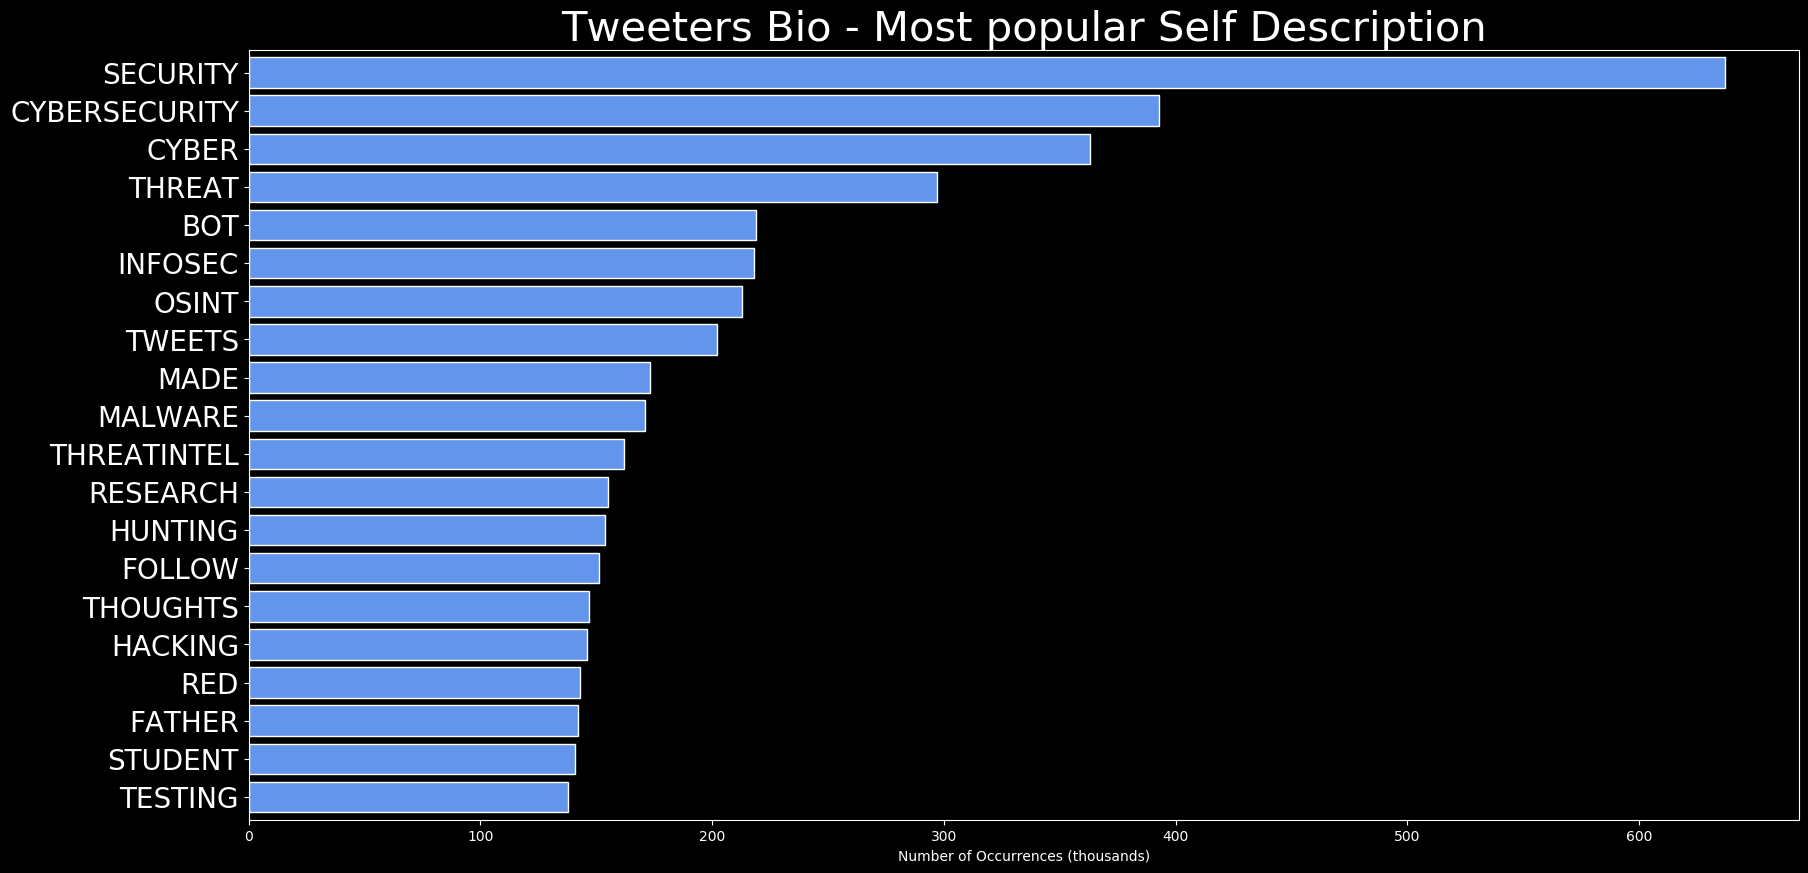 Tweeters Bio - Most popular Self Description
SECURITY
CYBERSECURITY
CYBER
THREAT
BOT
INFOSEC
OSINT
TWEETS
MADE
MALWARE
THREATINTEL
RESEARCH
HUNTING
FOLLOW
THOUGHTS
HACKING
RED
FATHER
STUDENT
TESTING
0 100 200 300 400 500 600
Number of Occurrences (thousands)